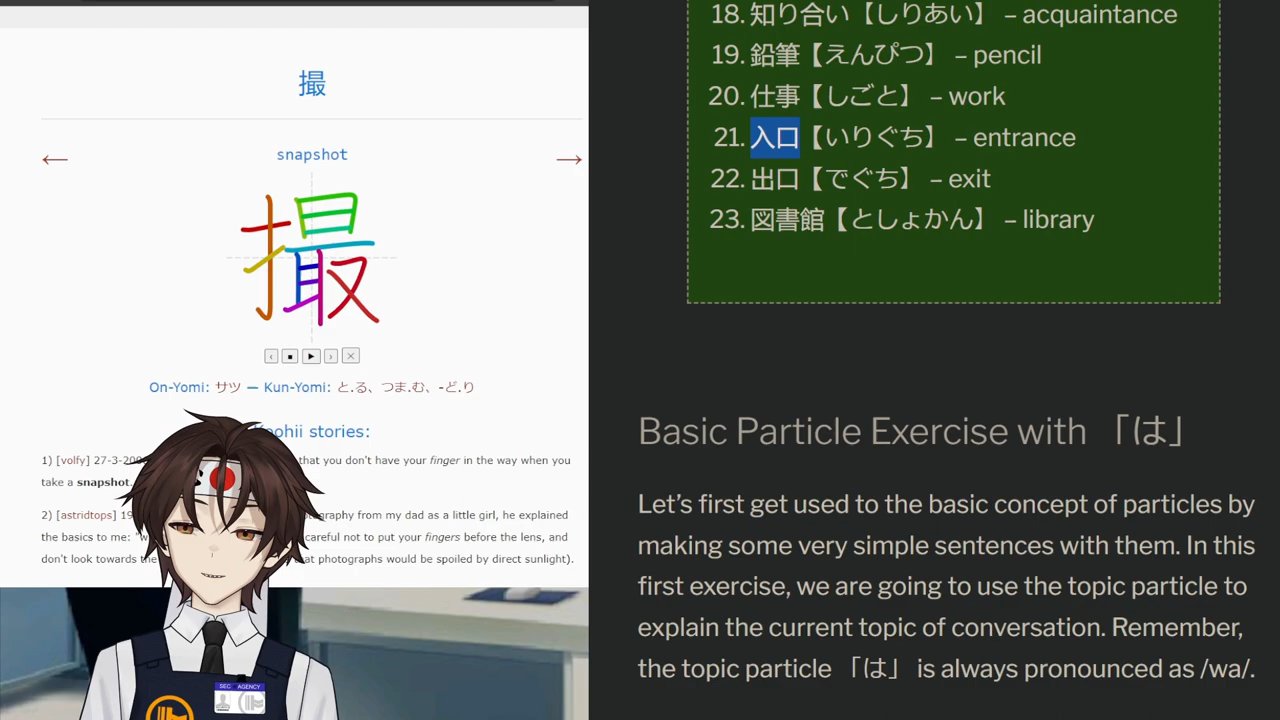 撮
← →
snapshot
撮
On-Yomi: サツ — Kun-Yomi: と.る、つま.む、-ど.り
stories:
1) [volfy] 27-3-200 that you don't have your finger in the way when you
take a snapshot.
2) [astridtops] 19 tography from my dad as a little girl, he explained
the basics to me: "w careful not to put your fingers before the lens, and
don't look towards the at photographs would be spoiled by direct sunlight).
SEC AGENCY
18. 知り合い【しりあい】 – acquaintance
19. 鉛筆【えんぴつ】 – pencil
20. 仕事【しごと】 – work
21. 入口【いりぐち】 – entrance
22. 出口【でぐち】 – exit
23. 図書館【としょかん】 – library
Basic Particle Exercise with 「は」
Let’s first get used to the basic concept of particles by
making some very simple sentences with them. In this
first exercise, we are going to use the topic particle to
explain the current topic of conversation. Remember,
the topic particle 「は」 is always pronounced as /wa/.